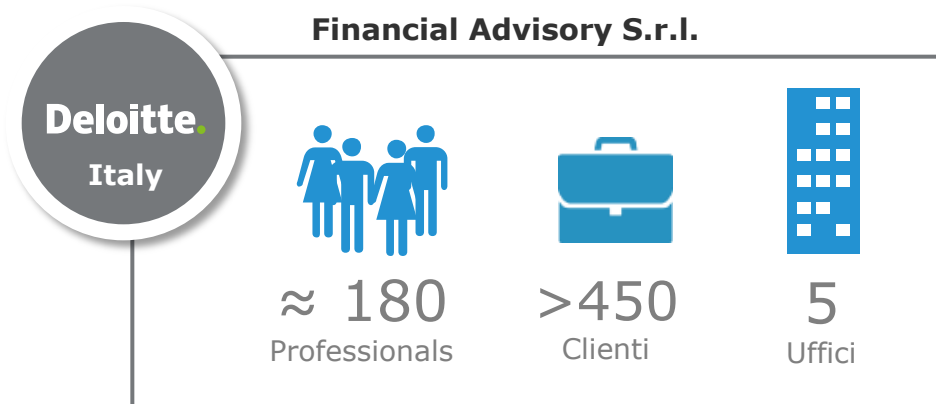 Financial Advisory S.r.l.
Deloitte.
Italy
≈ 180
Professionals
>450
Clienti
5
Uffici